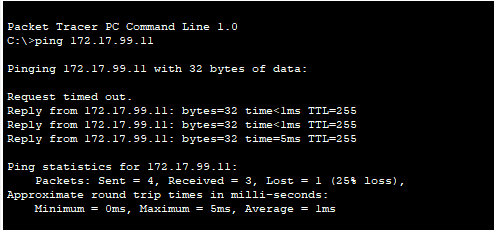 Packet Tracer PC Command Line 1.0
C:\>ping 172.17.99.11
Pinging 172.17.99.11 with 32 bytes of data:
Request timed out.
Reply from 172.17.99.11: bytes=32 time<1ms TTL=255
Reply from 172.17.99.11: bytes=32 time<1ms TTL=255
Reply from 172.17.99.11: bytes=32 time=5ms TTL=255
Ping statistics for 172.17.99.11:
Packets: Sent = 4, Received = 3, Lost = 1 (25% loss),
Approximate round trip times in milli-seconds:
Minimum = 0ms, Maximum = 5ms, Average = 1ms